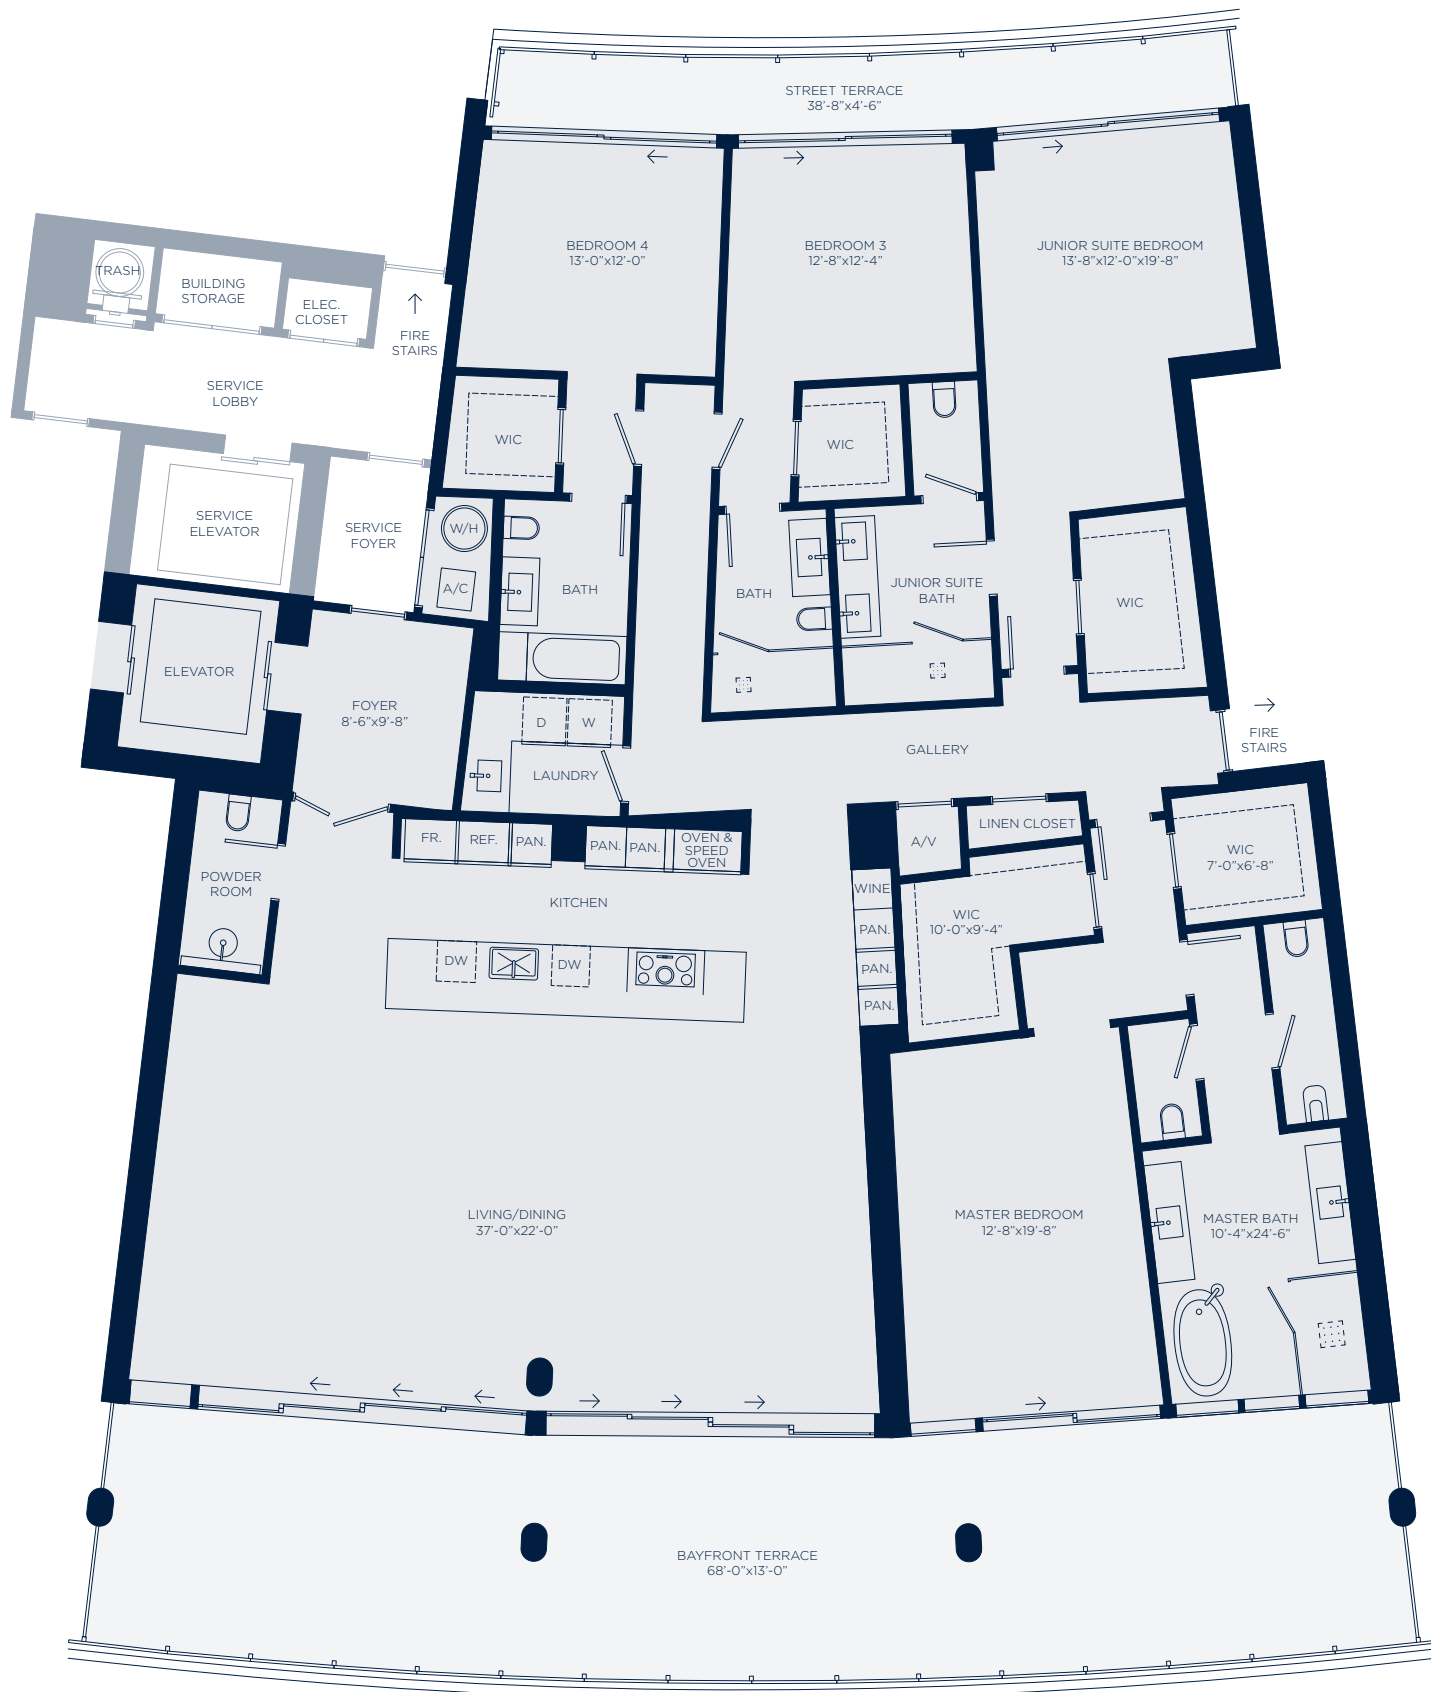 STREET TERRACE
38'-8"x4'-6"
BEDROOM 4
13'-0"x12'-0"
BEDROOM 3
12'-8"x12'-4"
JUNIOR SUITE BEDROOM
13'-8"x12'-0"x19'-8"
TRASH
BUILDING
STORAGE
ELEC.
CLOSET
FIRE
STAIRS
SERVICE
LOBBY
WIC
WIC
SERVICE
ELEVATOR
SERVICE
FOYER
W/H
A/C
BATH
BATH
JUNIOR SUITE
BATH
WIC
ELEVATOR
FOYER
8'-6"x9'-8"
D
W
LAUNDRY
GALLERY
FIRE
STAIRS
FR.
REF.
PAN.
PAN.
PAN.
OVEN &
SPEED
OVEN
A/V
LINEN CLOSET
WIC
7'-0"x6'-8"
POWDER
ROOM
KITCHEN
WINE
PAN.
PAN.
PAN.
WIC
10'-0"x9'-4"
DW
DW
LIVING/DINING
37'-0"x22'-0"
MASTER BEDROOM
12'-8"x19'-8"
MASTER BATH
10'-4"x24'-6"
BAYFRONT TERRACE
68'-0"x13'-0"